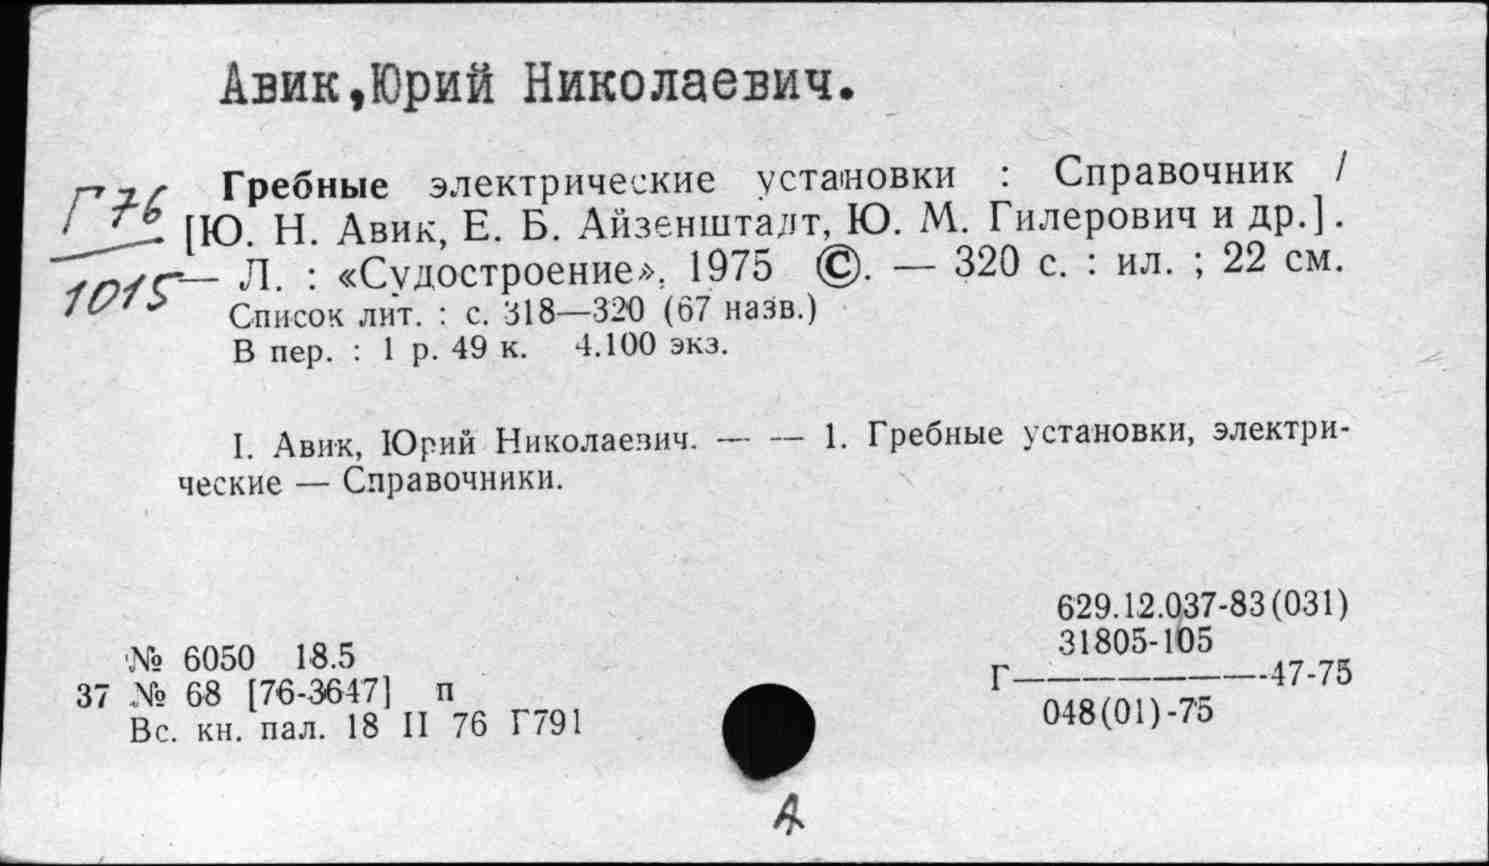 Авик,Юрий Николаевич.
Г76
1015
Гребные электрические установки : Справочник /
[Ю. Н. Авик, Е. Б. Айзенштадт, Ю. М. Гилерович и др.].
— Л. : «Судостроение», 1975 ©. — 320 с. : ил. ; 22 см.
Список лит. : с. 318—320 (67 назв.)
В пер. : 1 р. 49 к. 4.100 экз.
I. Авик, Юрий Николаевич. — — 1. Гребные установки, электри-
ческие — Справочники.
629.12.037-83(031)
31805-105
Г————————47-75
048(01)-75
№ 6050 18.5
37 № 68 [76-3647] п
Вс. кн. пал. 18 II 76 Г791
А